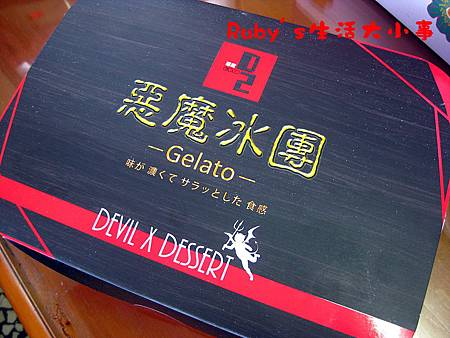 Ruby's生活大小事
惡魔冰團
Gelato
味が 濃くて サラッとした 食感
DEVIL X DESSERT